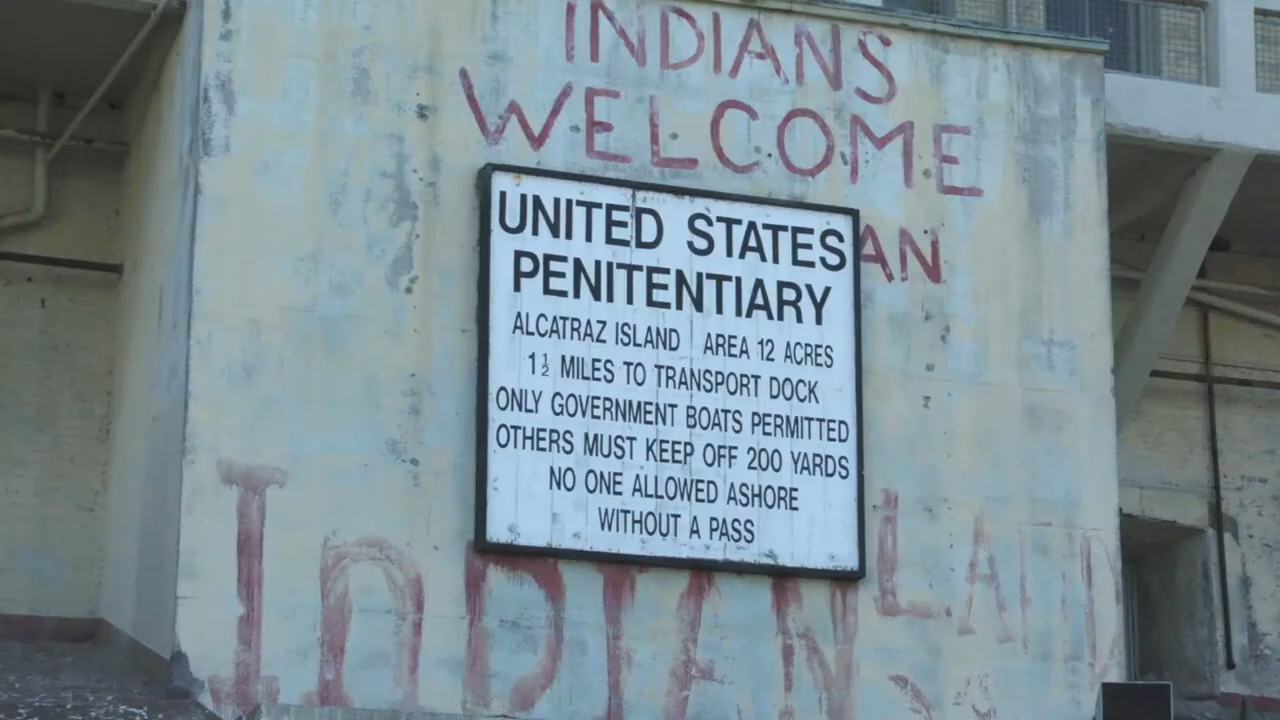 INDIANS
WELCOME
UNITED STATES
PENITENTIARY
ALCATRAZ ISLAND AREA 12 ACRES
1½ MILES TO TRANSPORT DOCK
ONLY GOVERNMENT BOATS PERMITTED
OTHERS MUST KEEP OFF 200 YARDS
NO ONE ALLOWED ASHORE
WITHOUT A PASS
AN
INDIAN
LAND